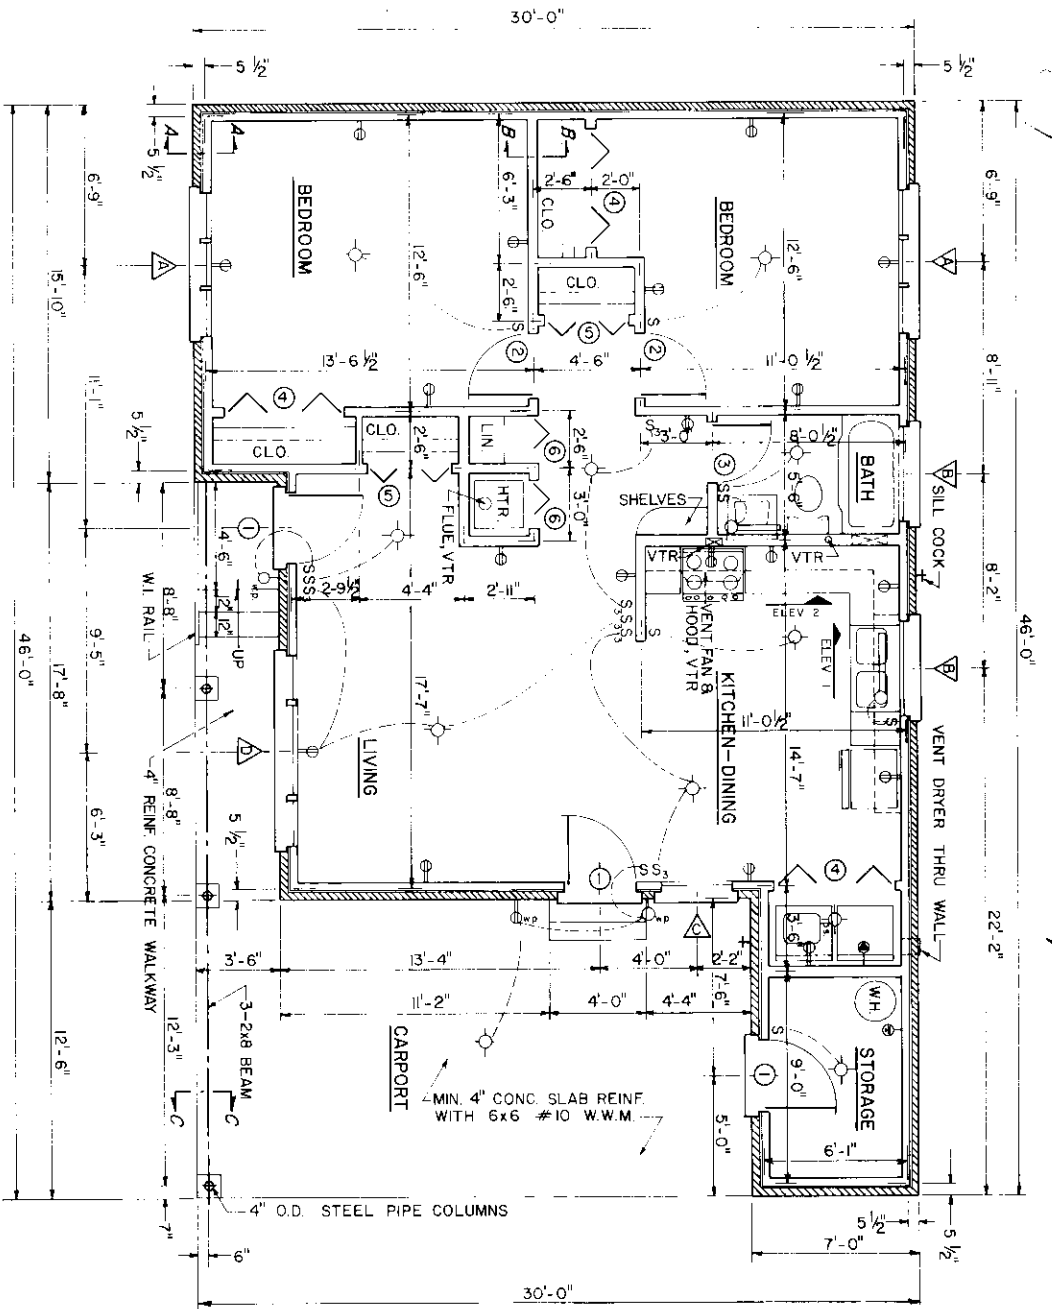 30'-0"
5 ½"
5 ½"
A
A
5 ½"
B
B
6'-9"
6'-9"
2'-6"
2'-0"
6'-3"
CLO.
④
BEDROOM
BEDROOM
12'-6"
12'-6"
A
A
15'-10"
2'-6"
CLO.
S
S
⑤
②
②
13'-6 ½"
4'-6"
11'-0 ½"
8'-11"
11'-1"
④
5 ½"
CLO.
CLO.
2'-6"
⑤
LIN.
⑥
2'-6"
S3
3'-0"
③
8'-0 ½"
5'-6"
BATH
B
SILL COCK
HTR.
⑥
3'-0"
SHELVES
SS
FLUE, VTR
VTR
VTR
①
4'-6"
8'-8"
W.I. RAIL
12"
12"
UP
w.p.
SSS3
2'-9½"
4'-4"
2'-11"
VENT FAN &
HOOD, VTR
ELEV 2
ELEV 1
S
8'-2"
46'-0"
46'-0"
B
9'-5"
17'-8"
17'-7"
KITCHEN-DINING
11'-0½"
S
14'-7"
D
LIVING
4" REINF. CONCRETE WALKWAY
8'-8"
6'-3"
5 ½"
VENT DRYER THRU WALL
SS3
①
④
wp
wp
C
3'-6"
22'-2"
3'-6"
13'-4"
4'-0"
2'-2"
7'-6"
11'-2"
4'-0"
4'-4"
W.H.
3-2x8 BEAM
12'-3"
12'-6"
CARPORT
MIN. 4" CONC. SLAB REINF.
WITH 6x6 #10 W.W.M.
S
①
9'-0"
STORAGE
C
C
5'-0"
6'-1"
4" O.D. STEEL PIPE COLUMNS
7"
6"
5 ½"
5 ½"
7'-0"
30'-0"